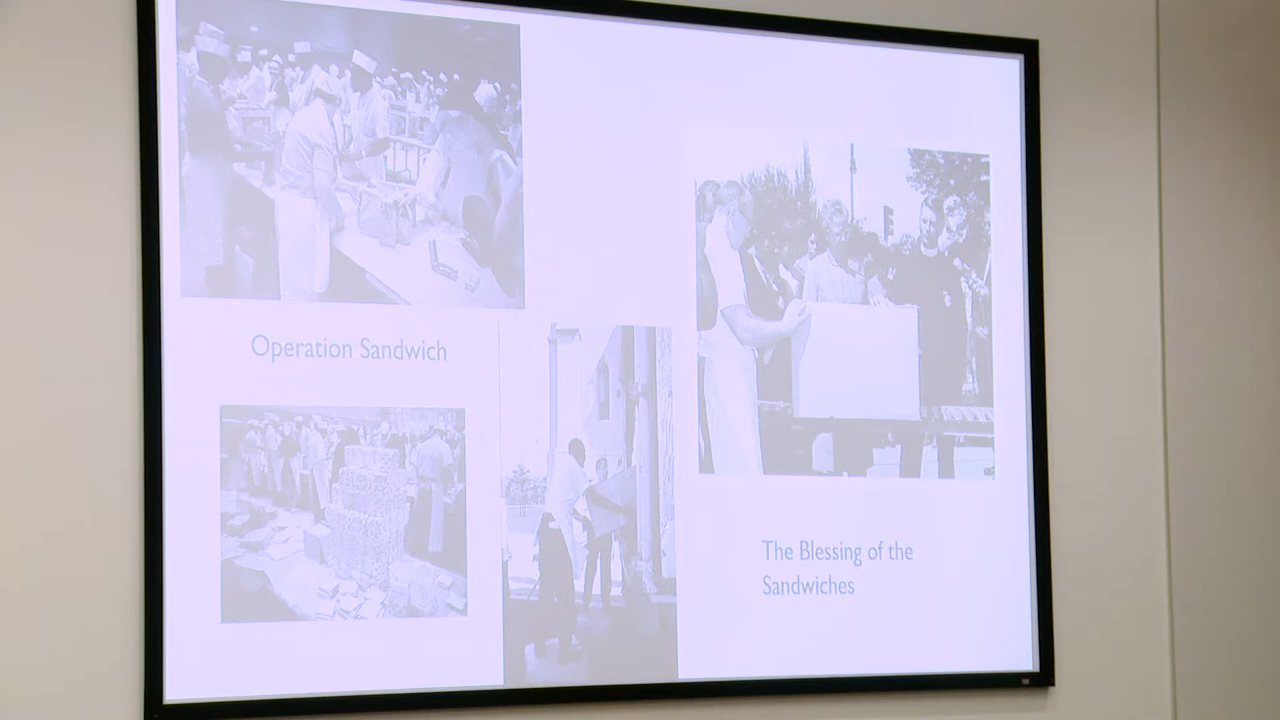 Operation Sandwich
The Blessing of the
Sandwiches